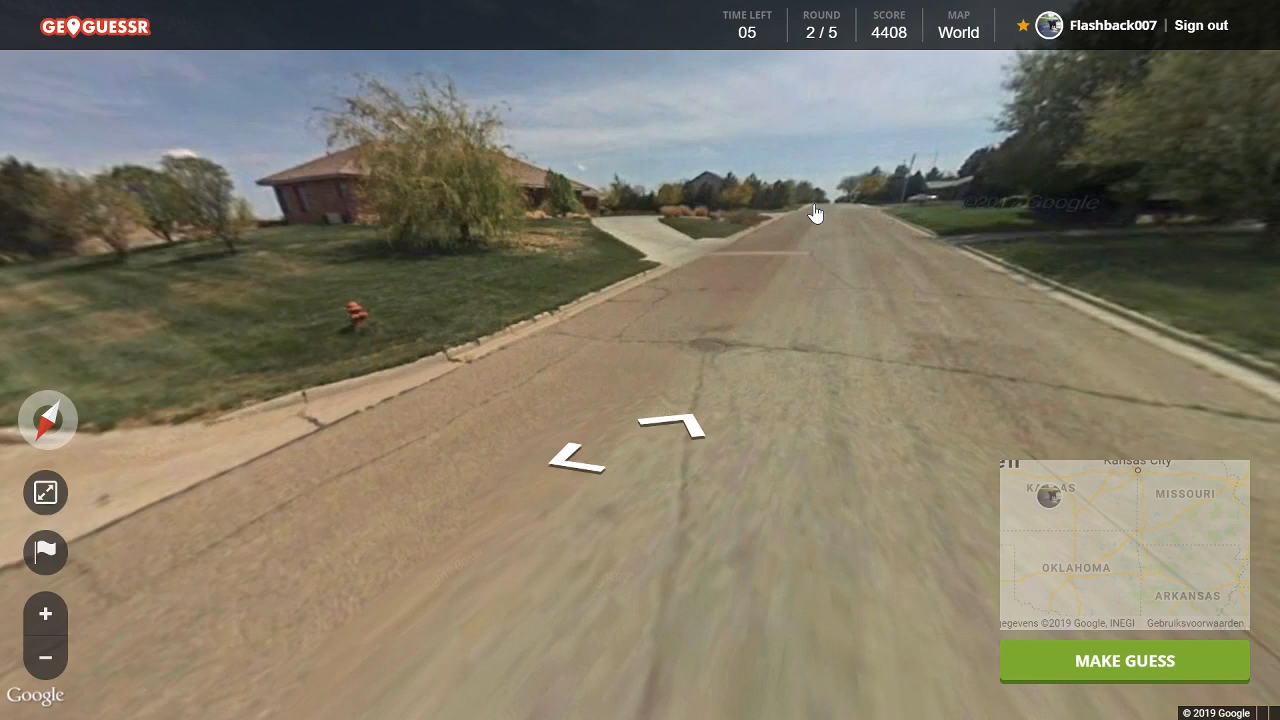 GEOGUESSR
TIME LEFT
05
ROUND
2 / 5
SCORE
4408
MAP
World
Flashback007 | Sign out
Kansas City
MISSOURI
OKLAHOMA
ARKANSAS
©2019 Google, INEGI
Gebruiksvoorwaarden
MAKE GUESS
+
−
Google
© 2019 Google